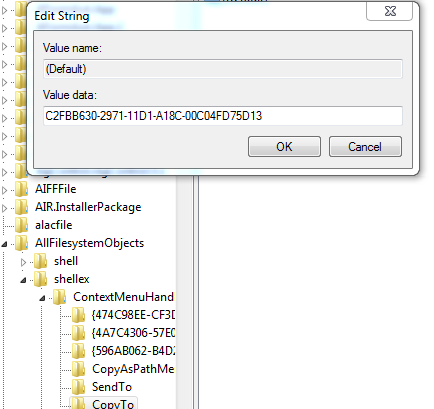 Edit String
Value name:
(Default)
Value data:
C2FBB630-2971-11D1-A18C-00C04FD75D13
OK
Cancel
AIFFFile
AIR.InstallerPackage
alacfile
AllFilesystemObjects
shell
shellex
ContextMenuHand
{474C98EE-CF3D
{4A7C4306-57E0
{596AB062-B4D2
CopyAsPathMe
SendTo
CopyTo